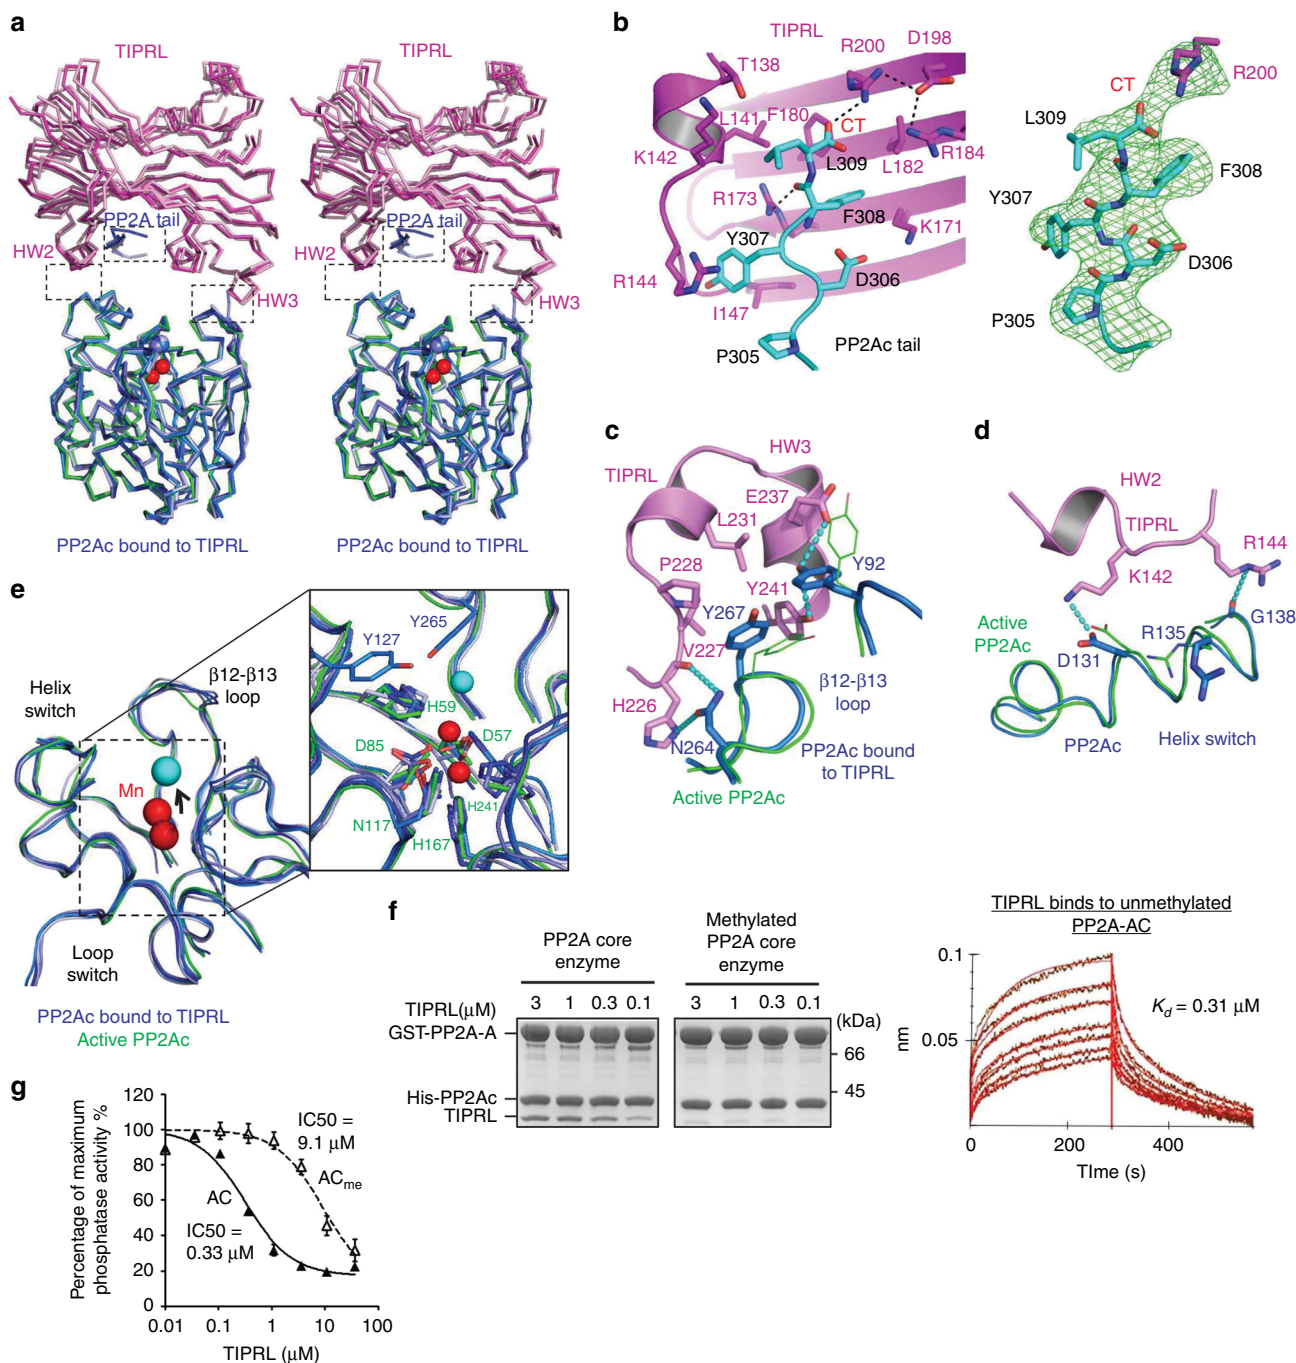 a
TIPRL
TIPRL
PP2A tail
PP2A tail
HW2
HW2
HW3
HW3
PP2Ac bound to TIPRL
PP2Ac bound to TIPRL
b
TIPRL
R200
D198
T138
L141
F180
CT
K142
L309
L182
R184
R173
F308
K171
Y307
D306
R144
I147
P305
PP2Ac tail
R200
CT
L309
F308
Y307
D306
P305
c
HW3
TIPRL
E237
L231
Y92
P228
Y241
Y267
V227
β12-β13
loop
H226
N264
PP2Ac bound
to TIPRL
Active PP2Ac
d
HW2
TIPRL
R144
K142
Active
PP2Ac
R135
G138
D131
PP2Ac
Helix switch
e
Helix
switch
β12-β13
loop
Mn
Loop
switch
PP2Ac bound to TIPRL
Active PP2Ac
Y265
Y127
H59
D85
D57
H241
N117
H167
f
PP2A core
enzyme
Methylated
PP2A core
enzyme
TIPRL(μM)
3 1 0.3 0.1
3 1 0.3 0.1
(kDa)
GST-PP2A-A
66
45
His-PP2Ac
TIPRL
TIPRL binds to unmethylated
PP2A-AC
0.1
0.05
nm
Kd = 0.31 μM
0 200 400
TIme (s)
g
Percentage of maximum
phosphatase activity %
120
100
80
60
40
20
0
IC50 =
9.1 μM
ACme
AC
IC50 =
0.33 μM
0.01 0.1 1 10 100
TIPRL (μM)